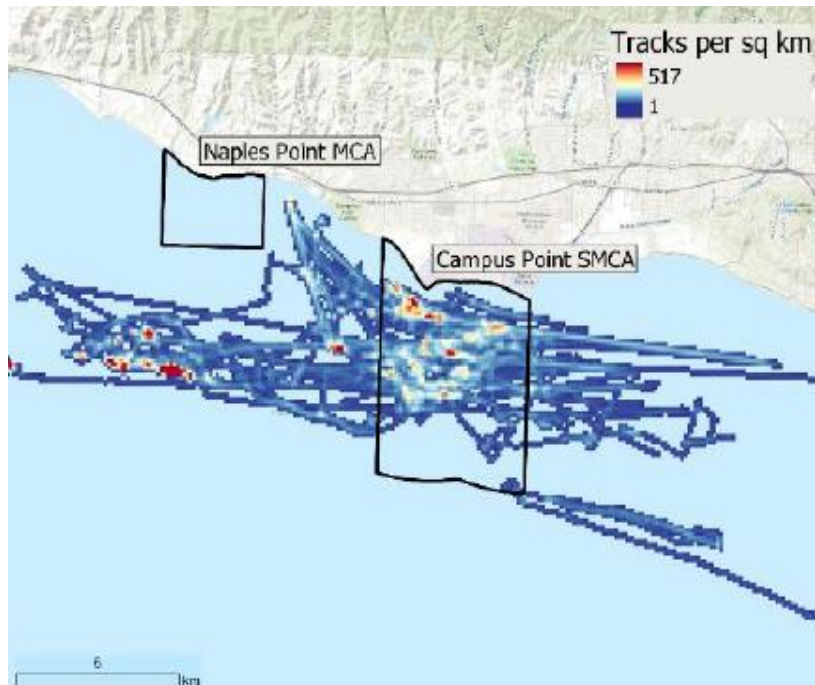 Tracks per sq km
517
1
Naples Point MCA
Campus Point SMCA
6
km